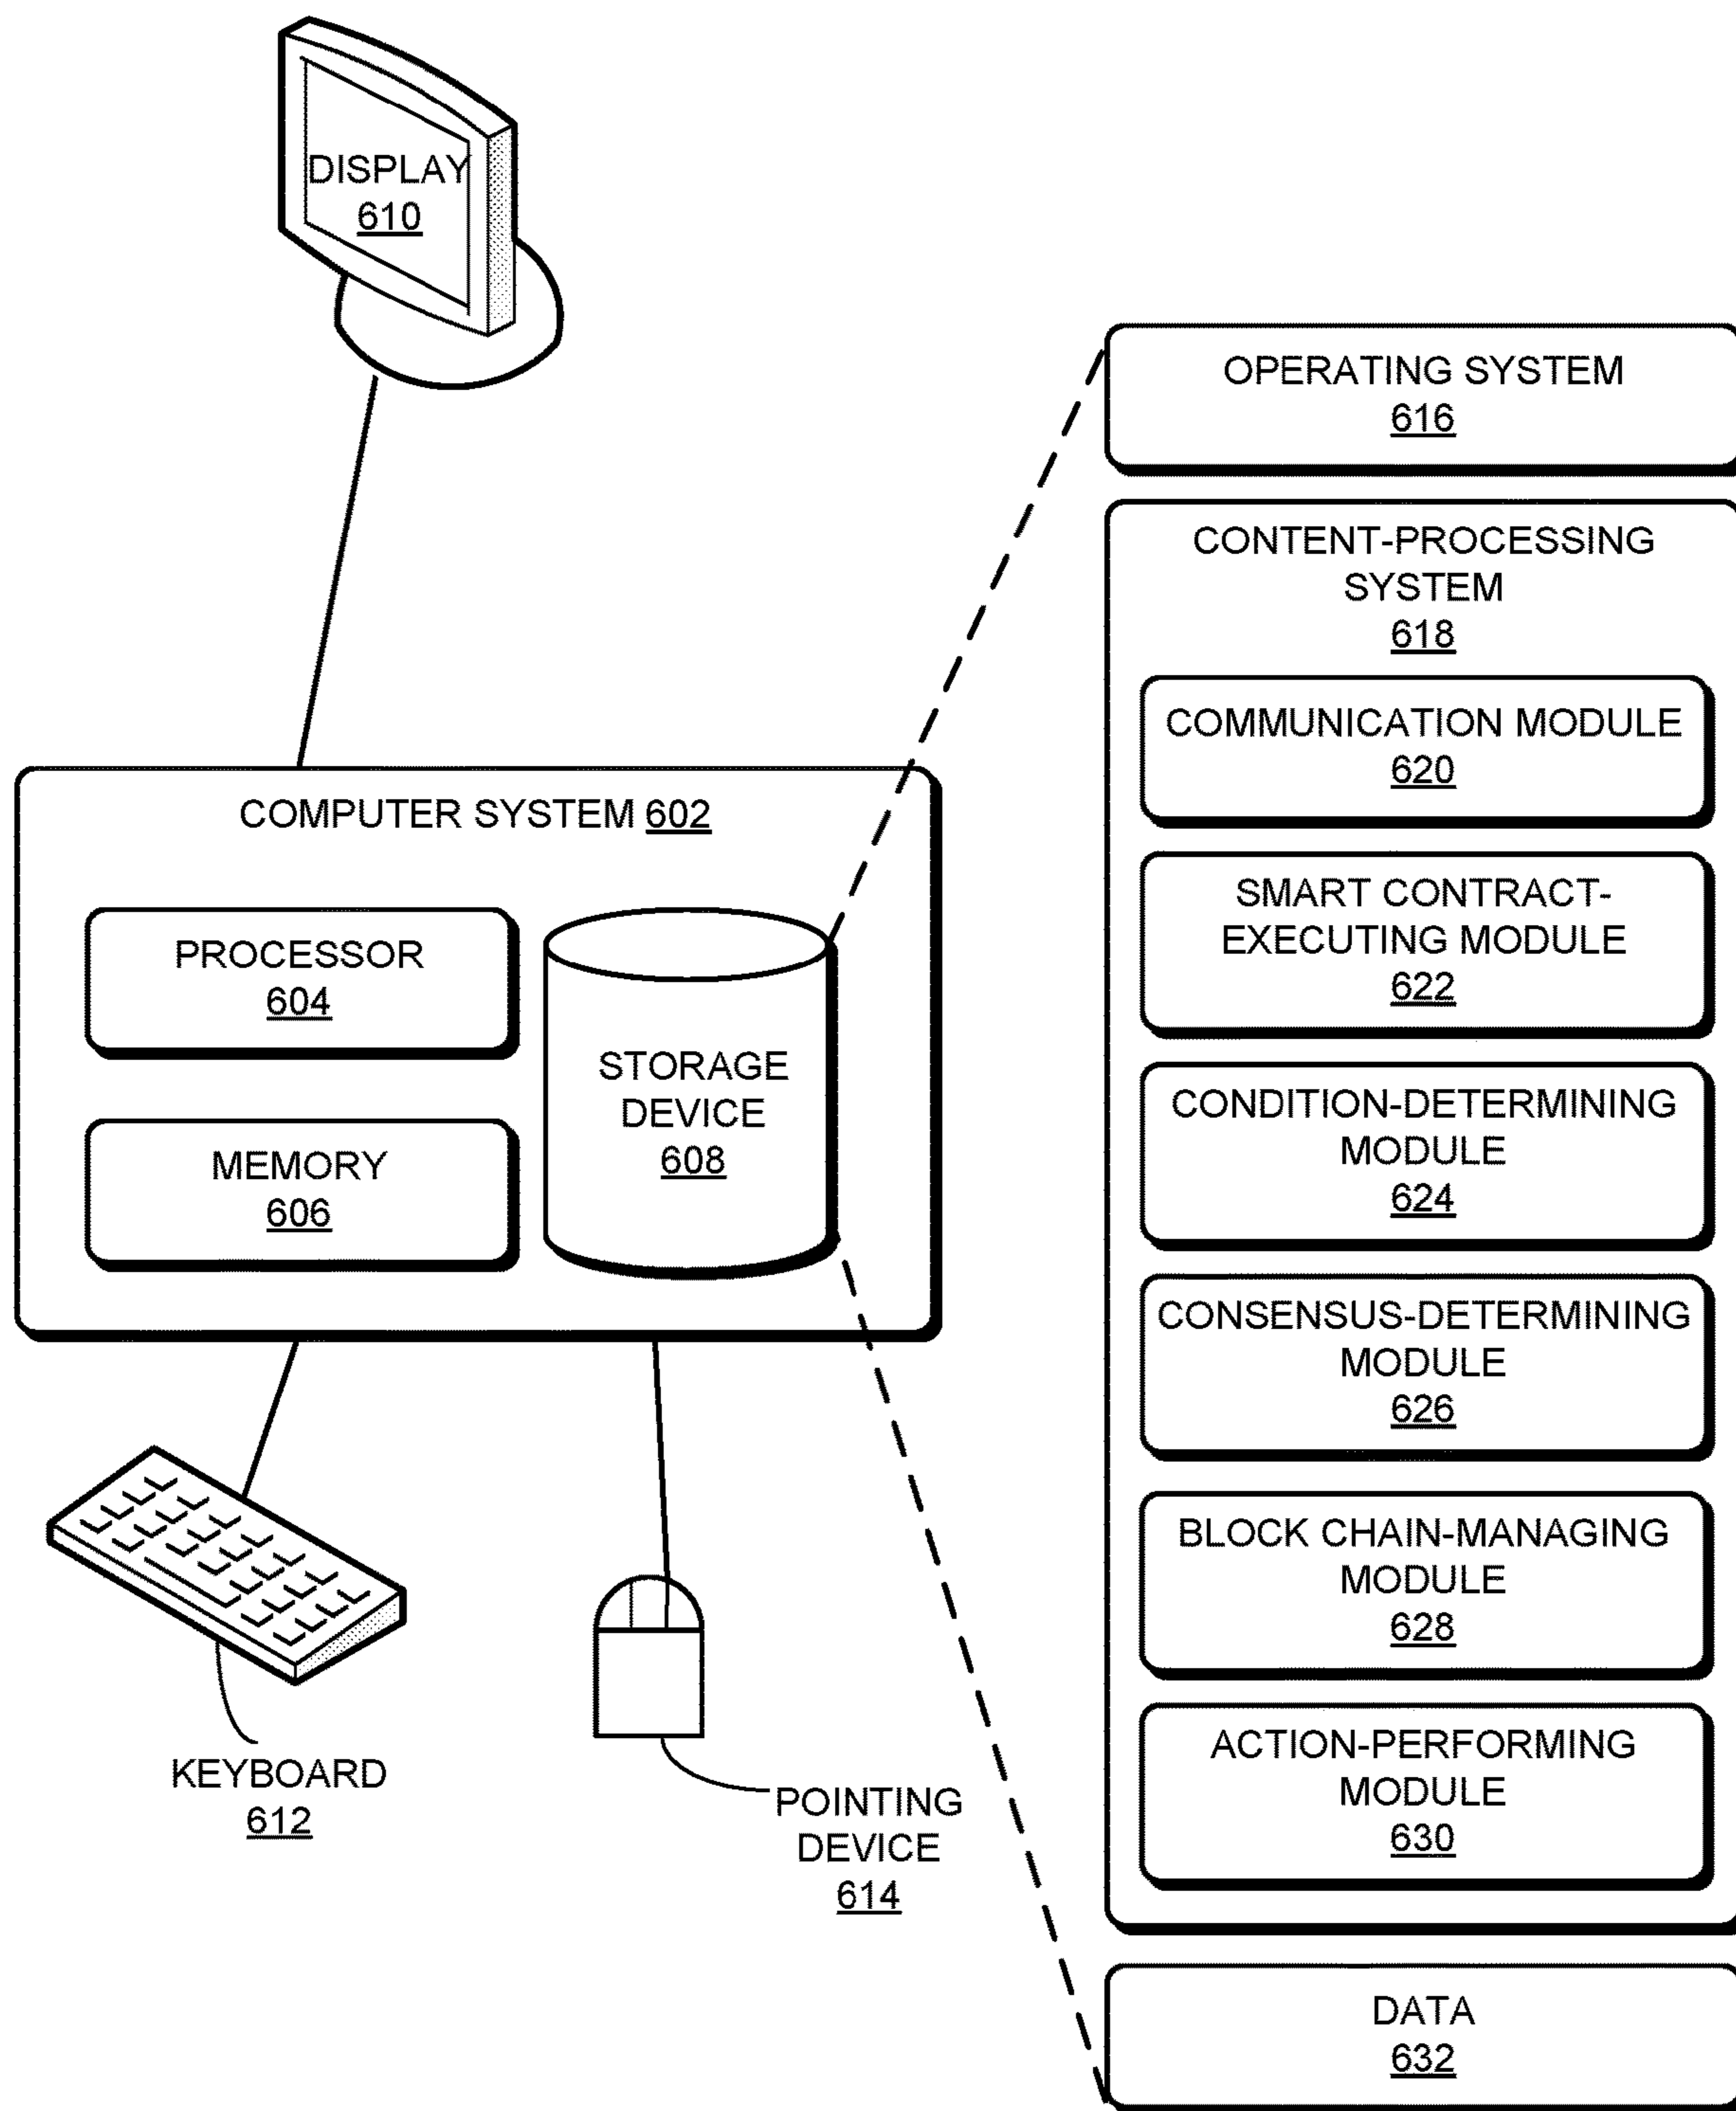 DISPLAY
610
COMPUTER SYSTEM 602
PROCESSOR
604
MEMORY
606
STORAGE
DEVICE
608
KEYBOARD
612
POINTING
DEVICE
614
OPERATING SYSTEM
616
CONTENT-PROCESSING
SYSTEM
618
COMMUNICATION MODULE
620
SMART CONTRACT-
EXECUTING MODULE
622
CONDITION-DETERMINING
MODULE
624
CONSENSUS-DETERMINING
MODULE
626
BLOCK CHAIN-MANAGING
MODULE
628
ACTION-PERFORMING
MODULE
630
DATA
632